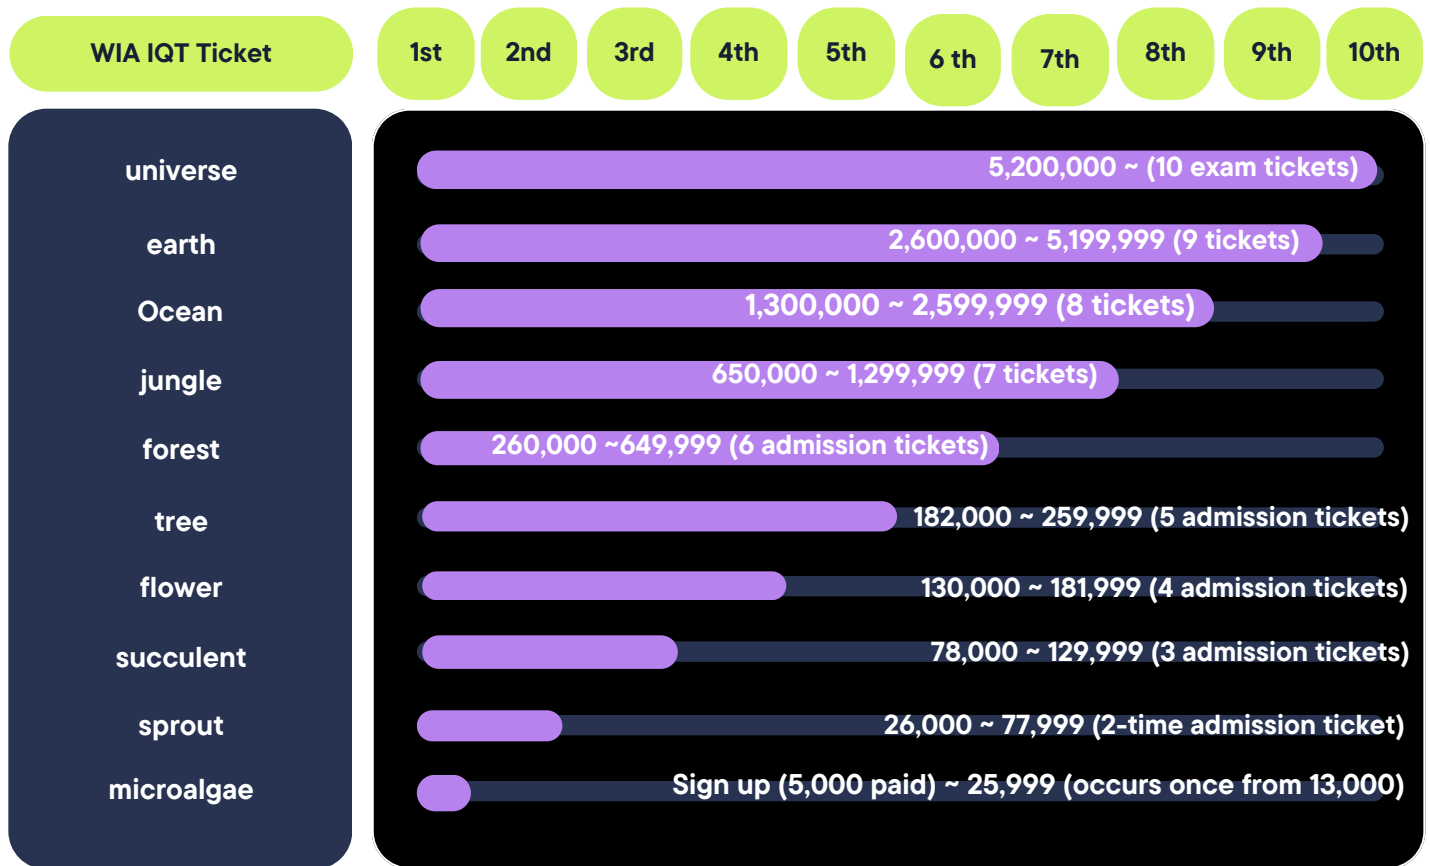 WIA IQT Ticket
1st
2nd
3rd
4th
5th
6 th
7th
8th
9th
10th
universe
5,200,000 ~ (10 exam tickets)
earth
2,600,000 ~ 5,199,999 (9 tickets)
Ocean
1,300,000 ~ 2,599,999 (8 tickets)
jungle
650,000 ~ 1,299,999 (7 tickets)
forest
260,000 ~649,999 (6 admission tickets)
tree
182,000 ~ 259,999 (5 admission tickets)
flower
130,000 ~ 181,999 (4 admission tickets)
succulent
78,000 ~ 129,999 (3 admission tickets)
sprout
26,000 ~ 77,999 (2-time admission ticket)
microalgae
Sign up (5,000 paid) ~ 25,999 (occurs once from 13,000)